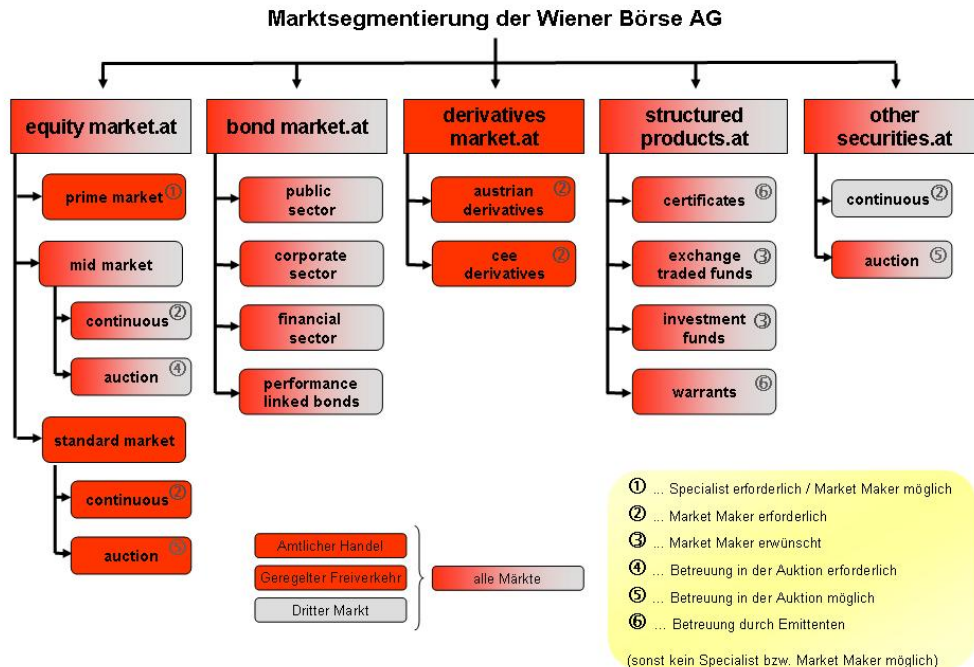 Marktsegmentierung der Wiener Börse AG
equity market.at
prime market ①
mid market
continuous ②
auction ④
standard market
continuous ②
auction ⑤
bond market.at
public
sector
corporate
sector
financial
sector
performance
linked bonds
derivatives
market.at
austrian ②
derivatives
cee ②
derivatives
structured
products.at
certificates ⑥
exchange ③
traded funds
investment ③
funds
warrants ⑥
other
securities.at
continuous ②
auction ⑤
Amtlicher Handel
Geregelter Freiverkehr
Dritter Markt
alle Märkte
① ... Specialist erforderlich / Market Maker möglich
② ... Market Maker erforderlich
③ ... Market Maker erwünscht
④ ... Betreuung in der Auktion erforderlich
⑤ ... Betreuung in der Auktion möglich
⑥ ... Betreuung durch Emittenten
(sonst kein Specialist bzw. Market Maker möglich)